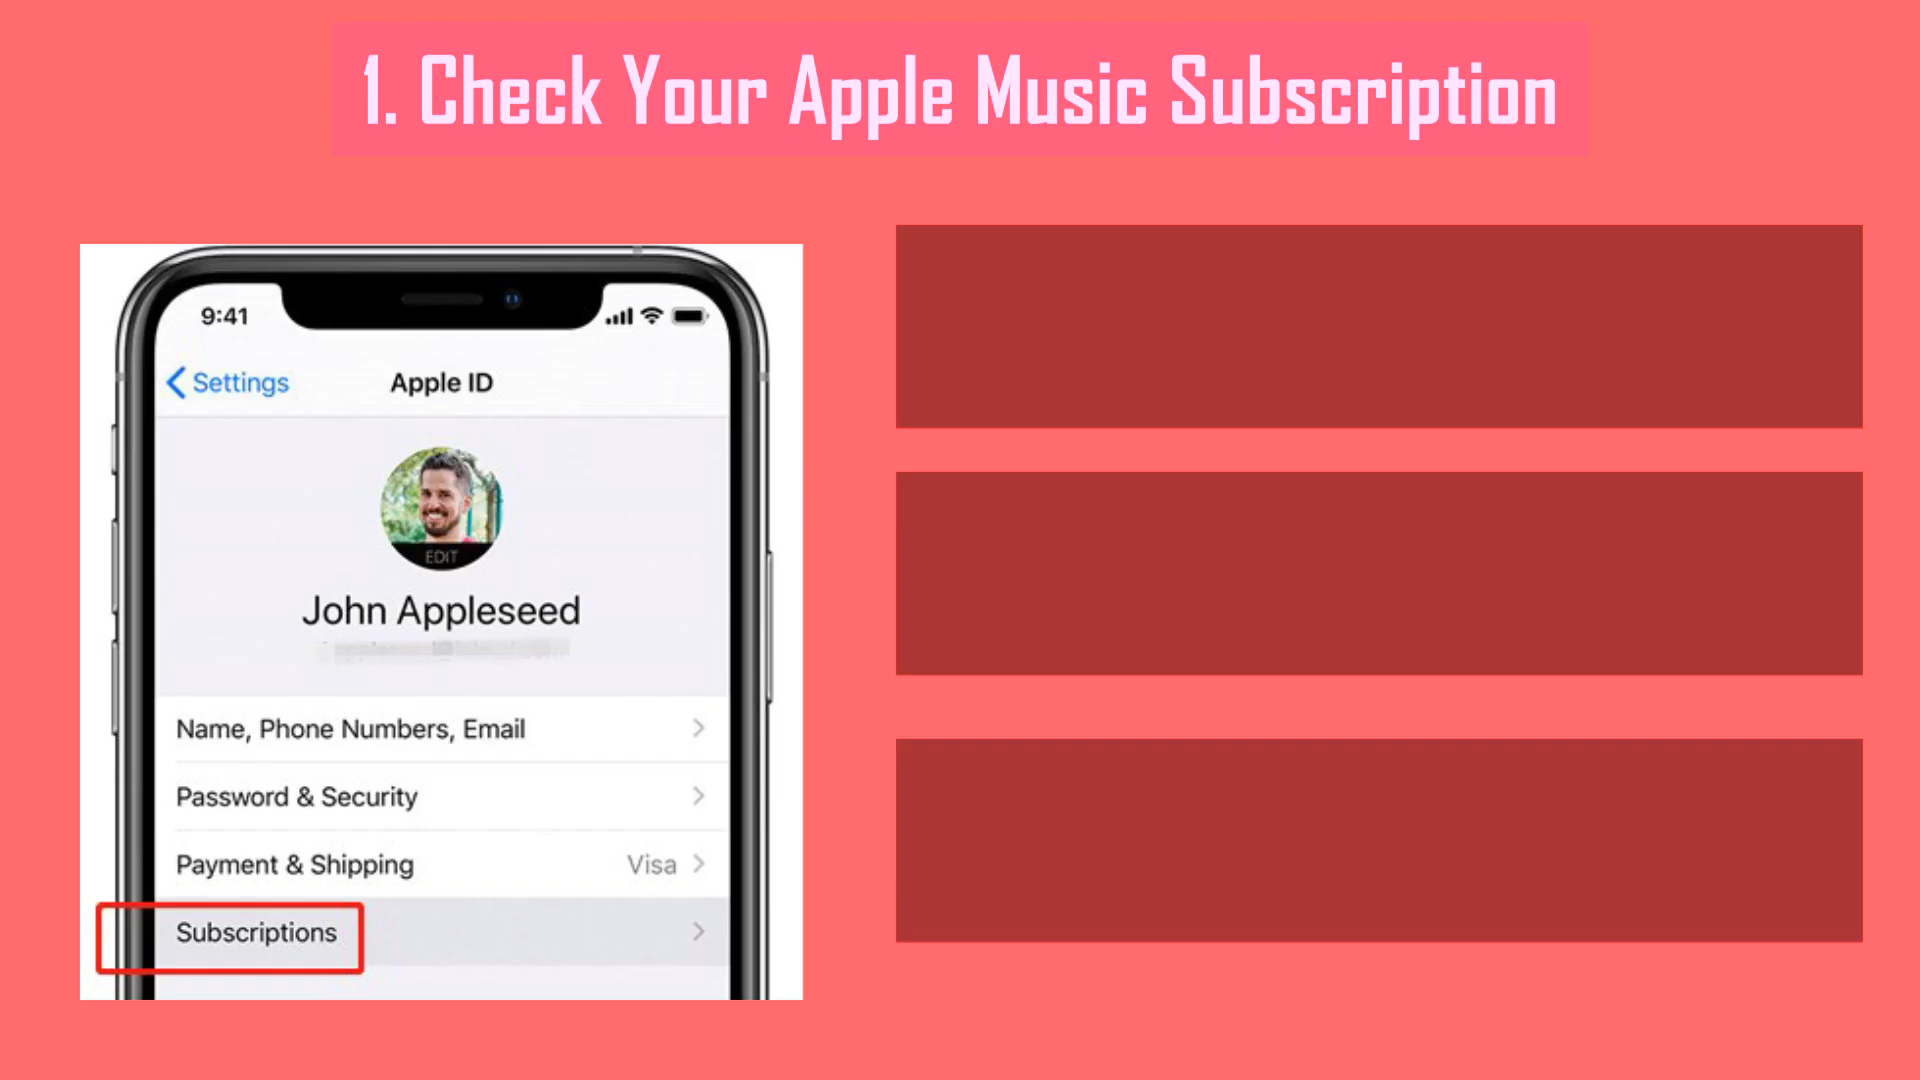 1. Check Your Apple Music Subscription
9:41
Settings
Apple ID
EDIT
John Appleseed
Name, Phone Numbers, Email
Password & Security
Payment & Shipping Visa
Subscriptions